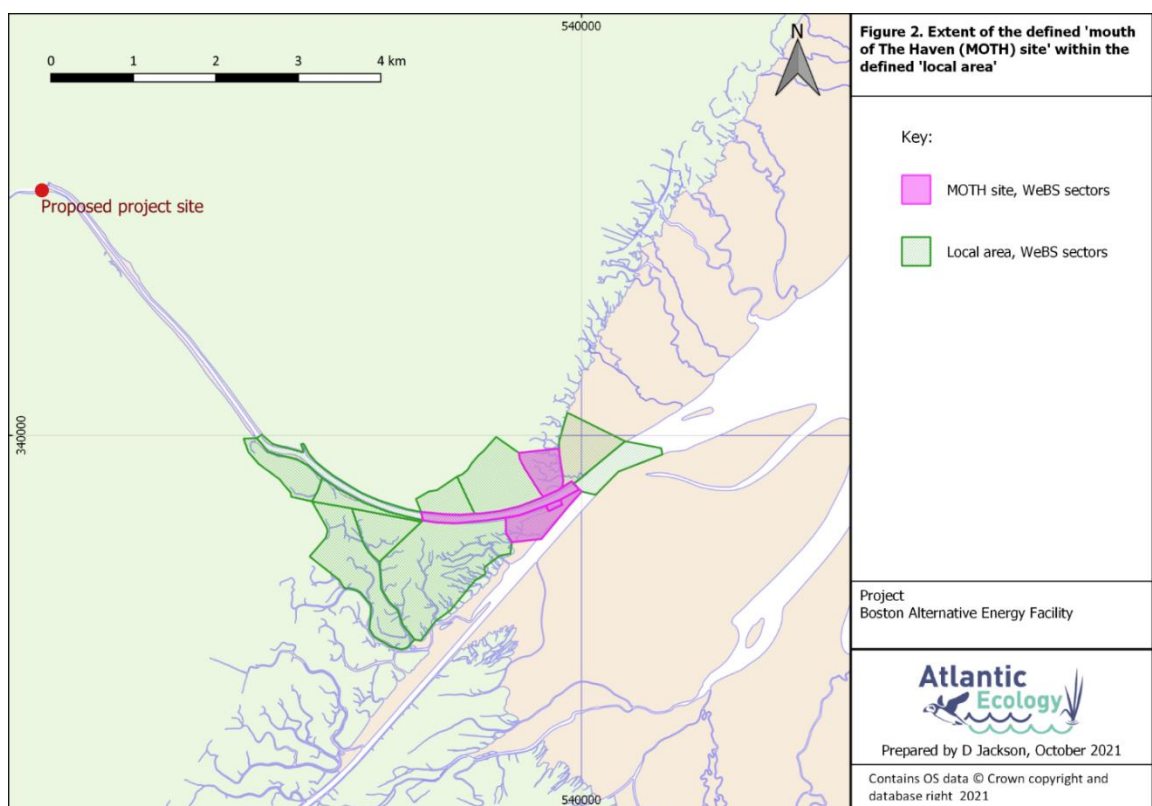 540000
N
0 1 2 3 4 km
Proposed project site
340000
540000
Figure 2. Extent of the defined 'mouth
of The Haven (MOTH) site' within the
defined 'local area'
Key:
MOTH site, WeBS sectors
Local area, WeBS sectors
Project
Boston Alternative Energy Facility
Atlantic
Ecology
Prepared by D Jackson, October 2021
Contains OS data © Crown copyright and
database right 2021